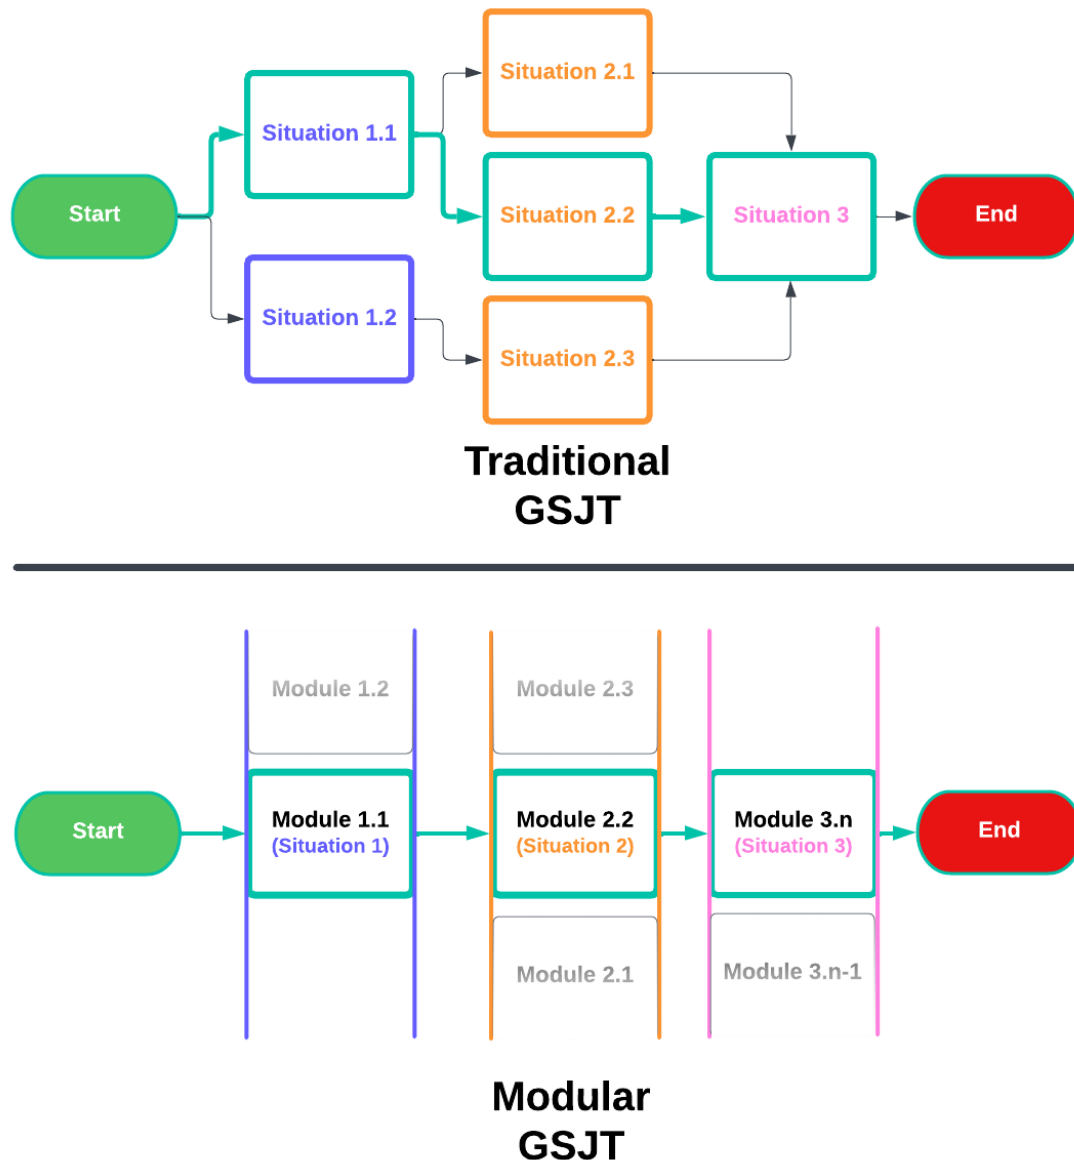 Situation 2.1
Situation 1.1
Start
Situation 2.2
Situation 3
End
Situation 1.2
Situation 2.3
Traditional
GSJT
Module 1.2
Module 2.3
Start
Module 1.1
(Situation 1)
Module 2.2
(Situation 2)
Module 3.n
(Situation 3)
End
Module 2.1
Module 3.n-1
Modular
GSJT